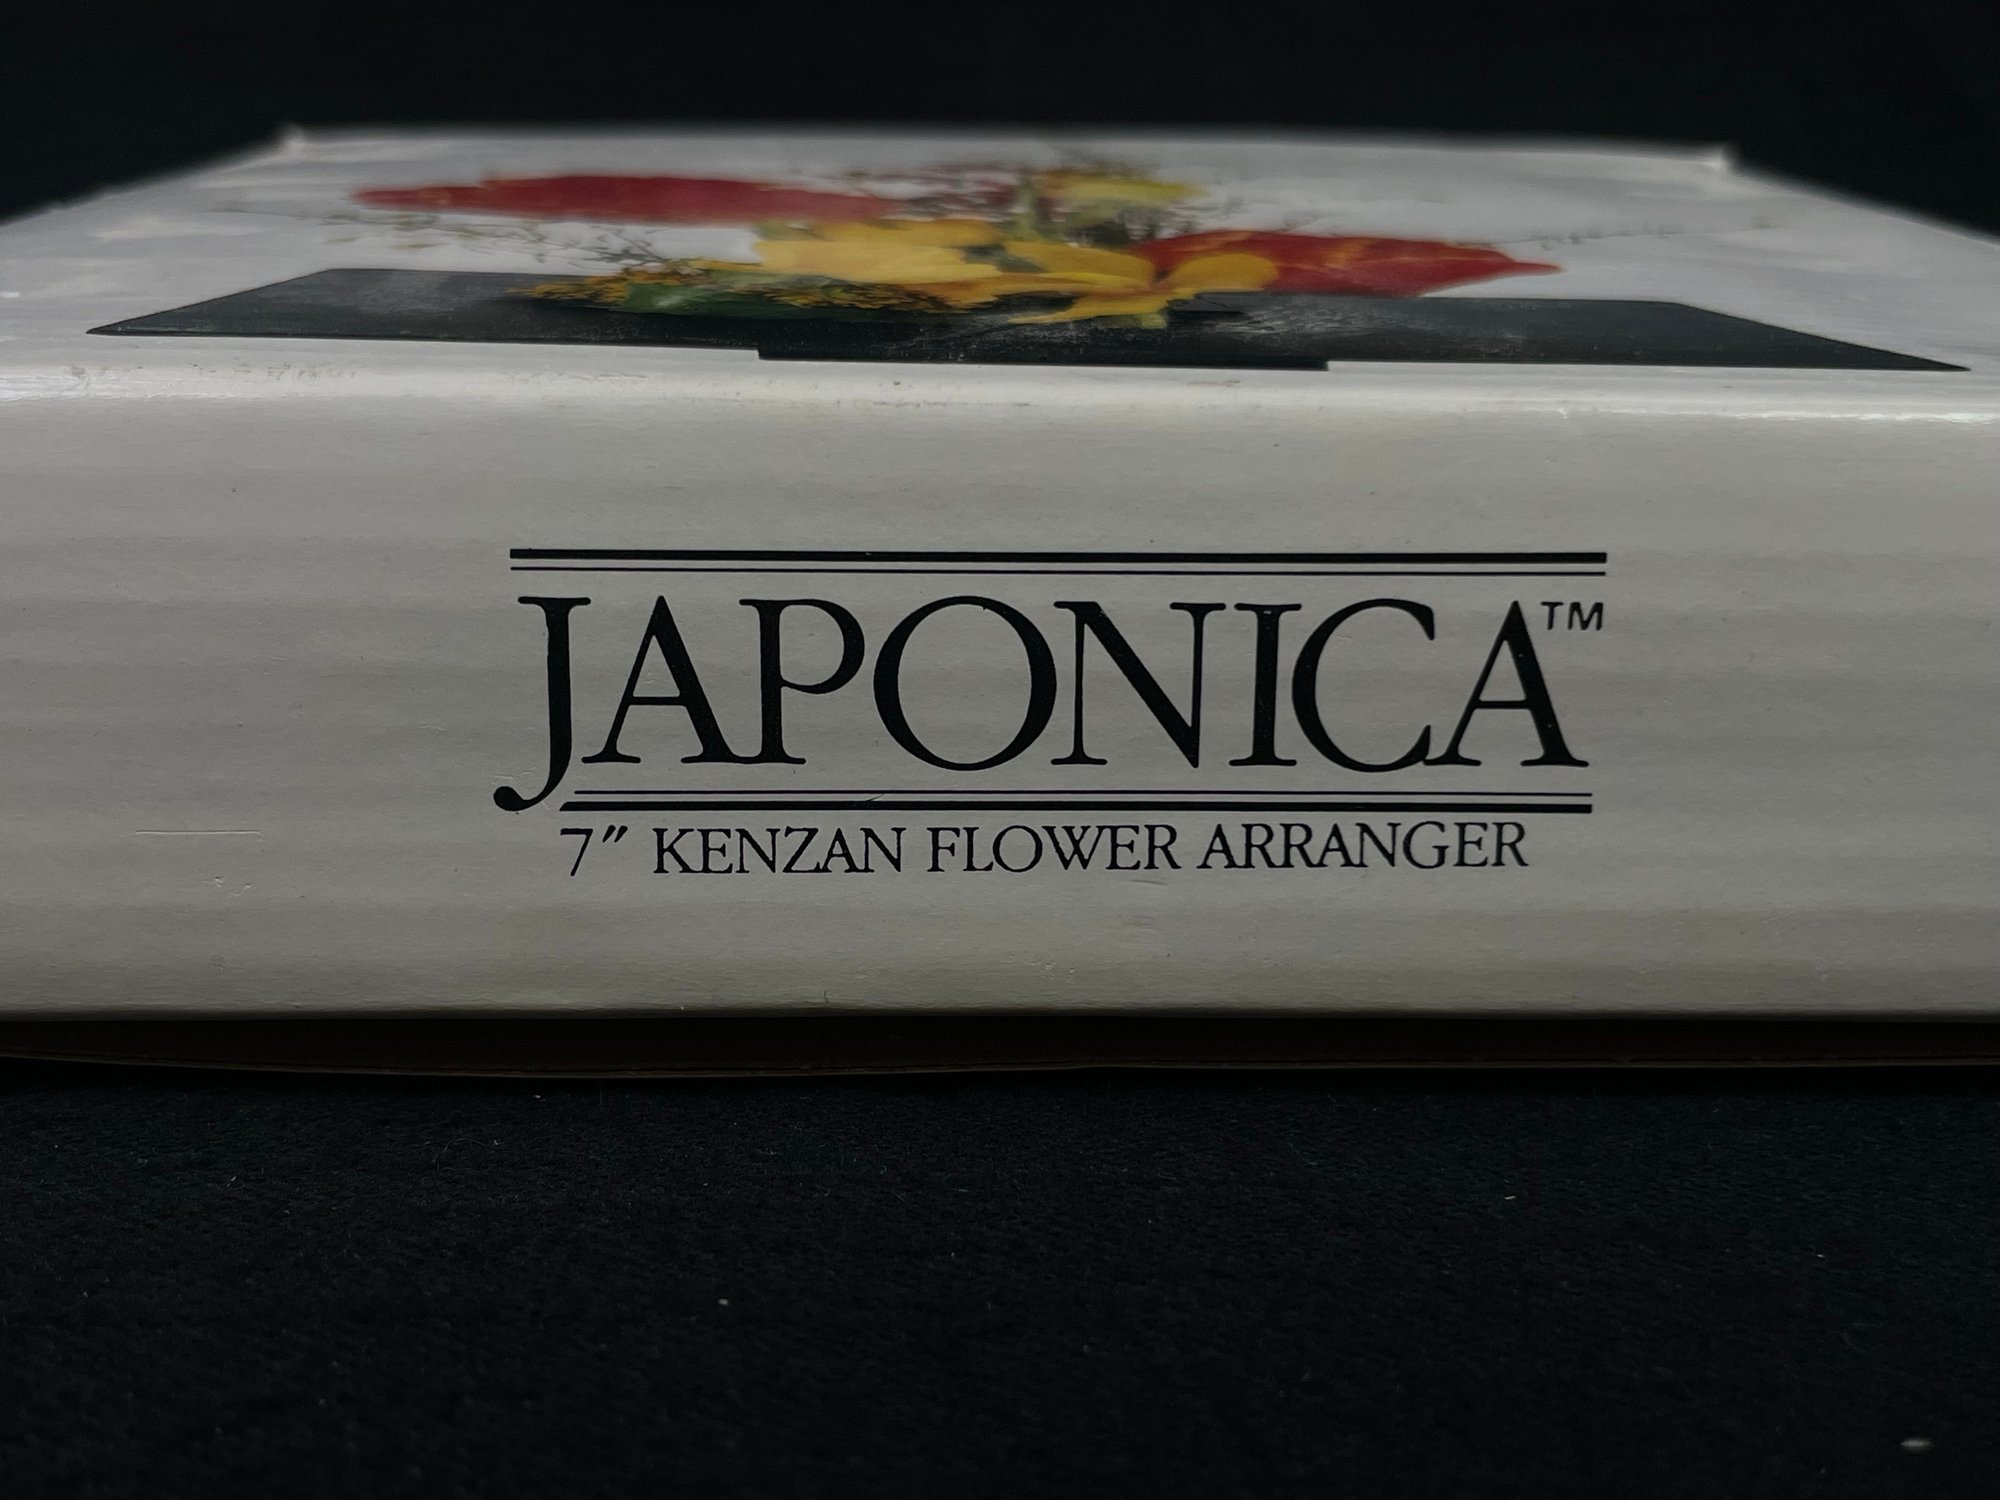 JAPONICA™
7" KENZAN FLOWER ARRANGER